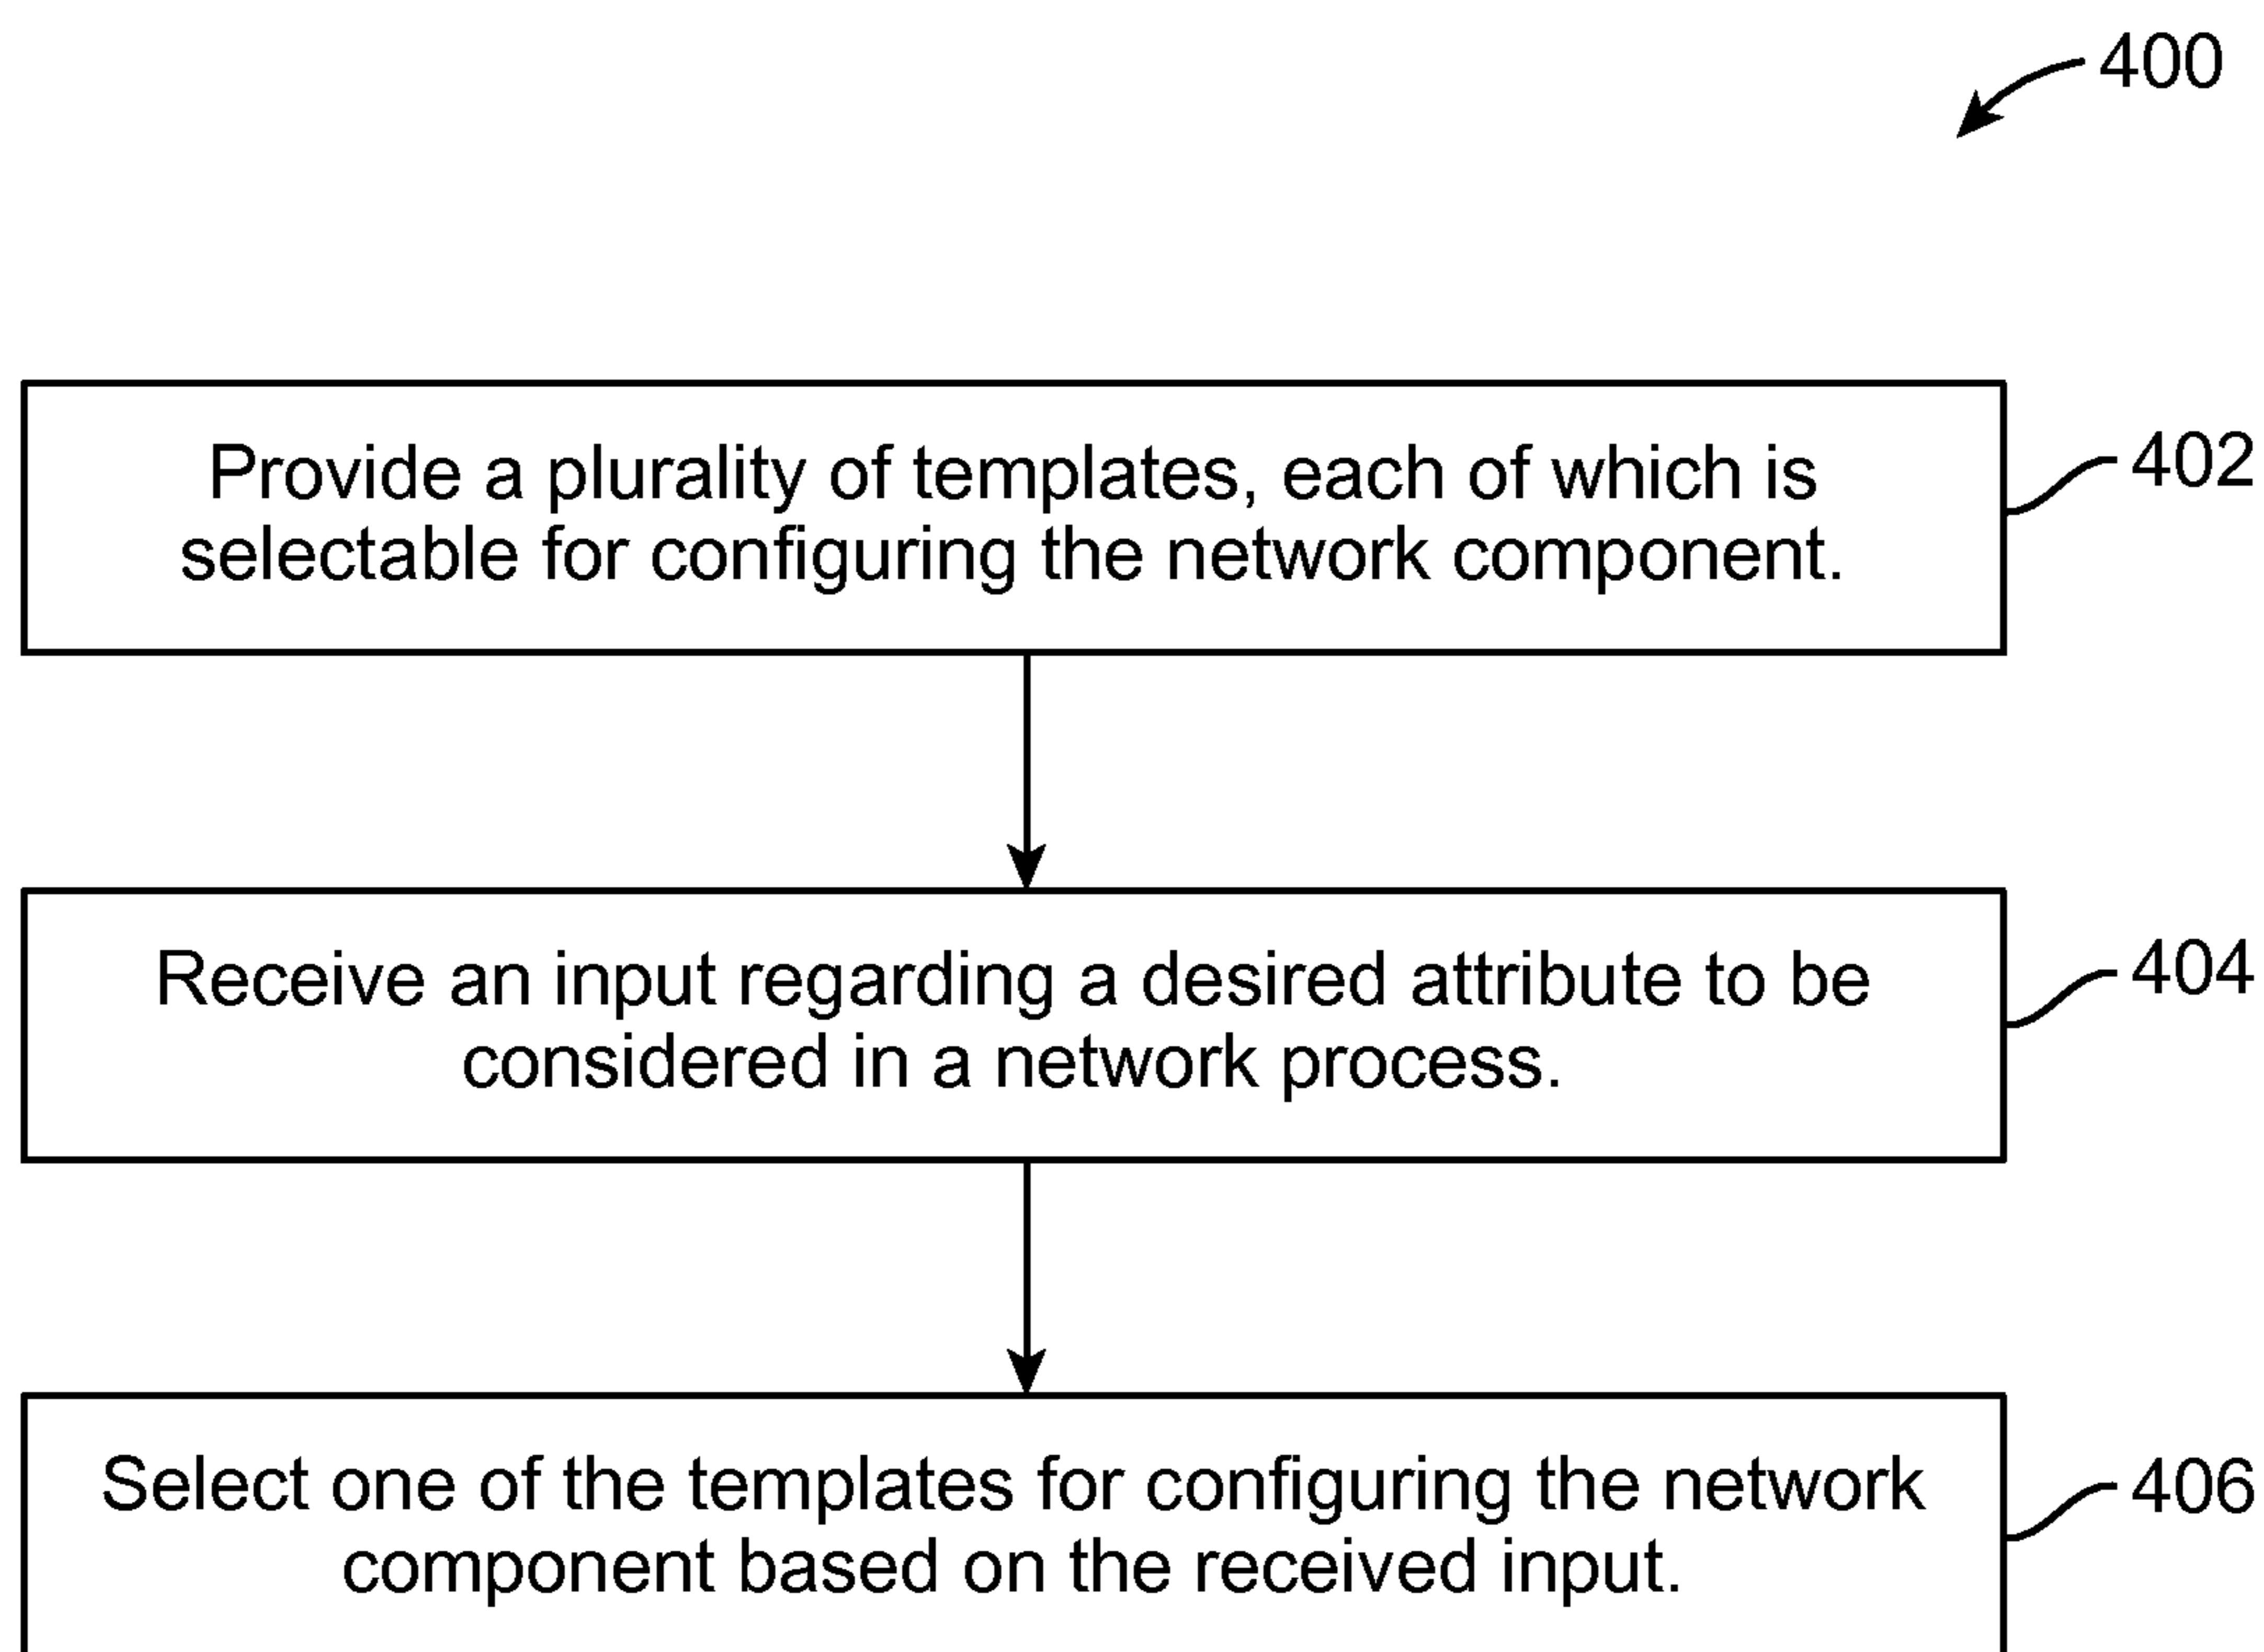 400
Provide a plurality of templates, each of which is
selectable for configuring the network component.
402
Receive an input regarding a desired attribute to be
considered in a network process.
404
Select one of the templates for configuring the network
component based on the received input.
406